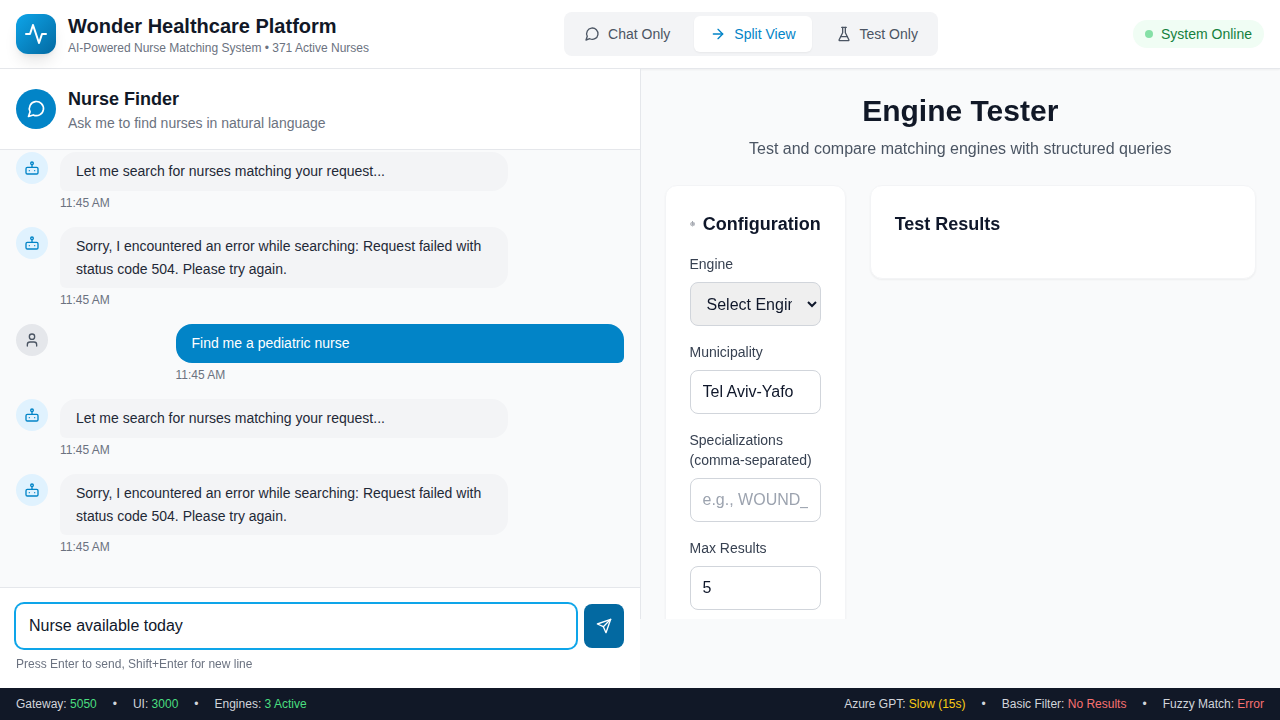 Wonder Healthcare Platform
AI-Powered Nurse Matching System • 371 Active Nurses
Chat Only
Split View
Test Only
System Online
Nurse Finder
Ask me to find nurses in natural language
Let me search for nurses matching your request...
11:45 AM
Sorry, I encountered an error while searching: Request failed with
status code 504. Please try again.
11:45 AM
Find me a pediatric nurse
11:45 AM
Let me search for nurses matching your request...
11:45 AM
Sorry, I encountered an error while searching: Request failed with
status code 504. Please try again.
11:45 AM
Nurse available today
Press Enter to send, Shift+Enter for new line
Engine Tester
Test and compare matching engines with structured queries
Configuration
Engine
Select Engir
Municipality
Tel Aviv-Yafo
Specializations
(comma-separated)
e.g., WOUND_
Max Results
5
Test Results
Gateway: 5050 • UI: 3000 • Engines: 3 Active
Azure GPT: Slow (15s) • Basic Filter: No Results • Fuzzy Match: Error